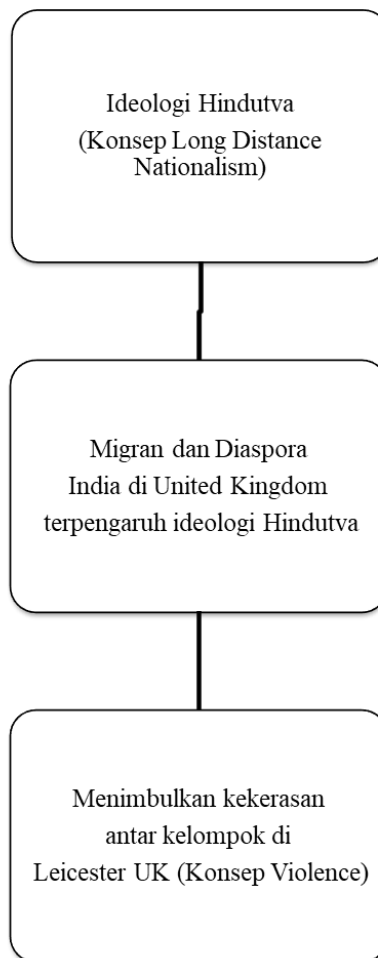 Ideologi Hindutva
(Konsep Long Distance
Nationalism)
Migran dan Diaspora
India di United Kingdom
terpengaruh ideologi Hindutva
Menimbulkan kekerasan
antar kelompok di
Leicester UK (Konsep Violence)